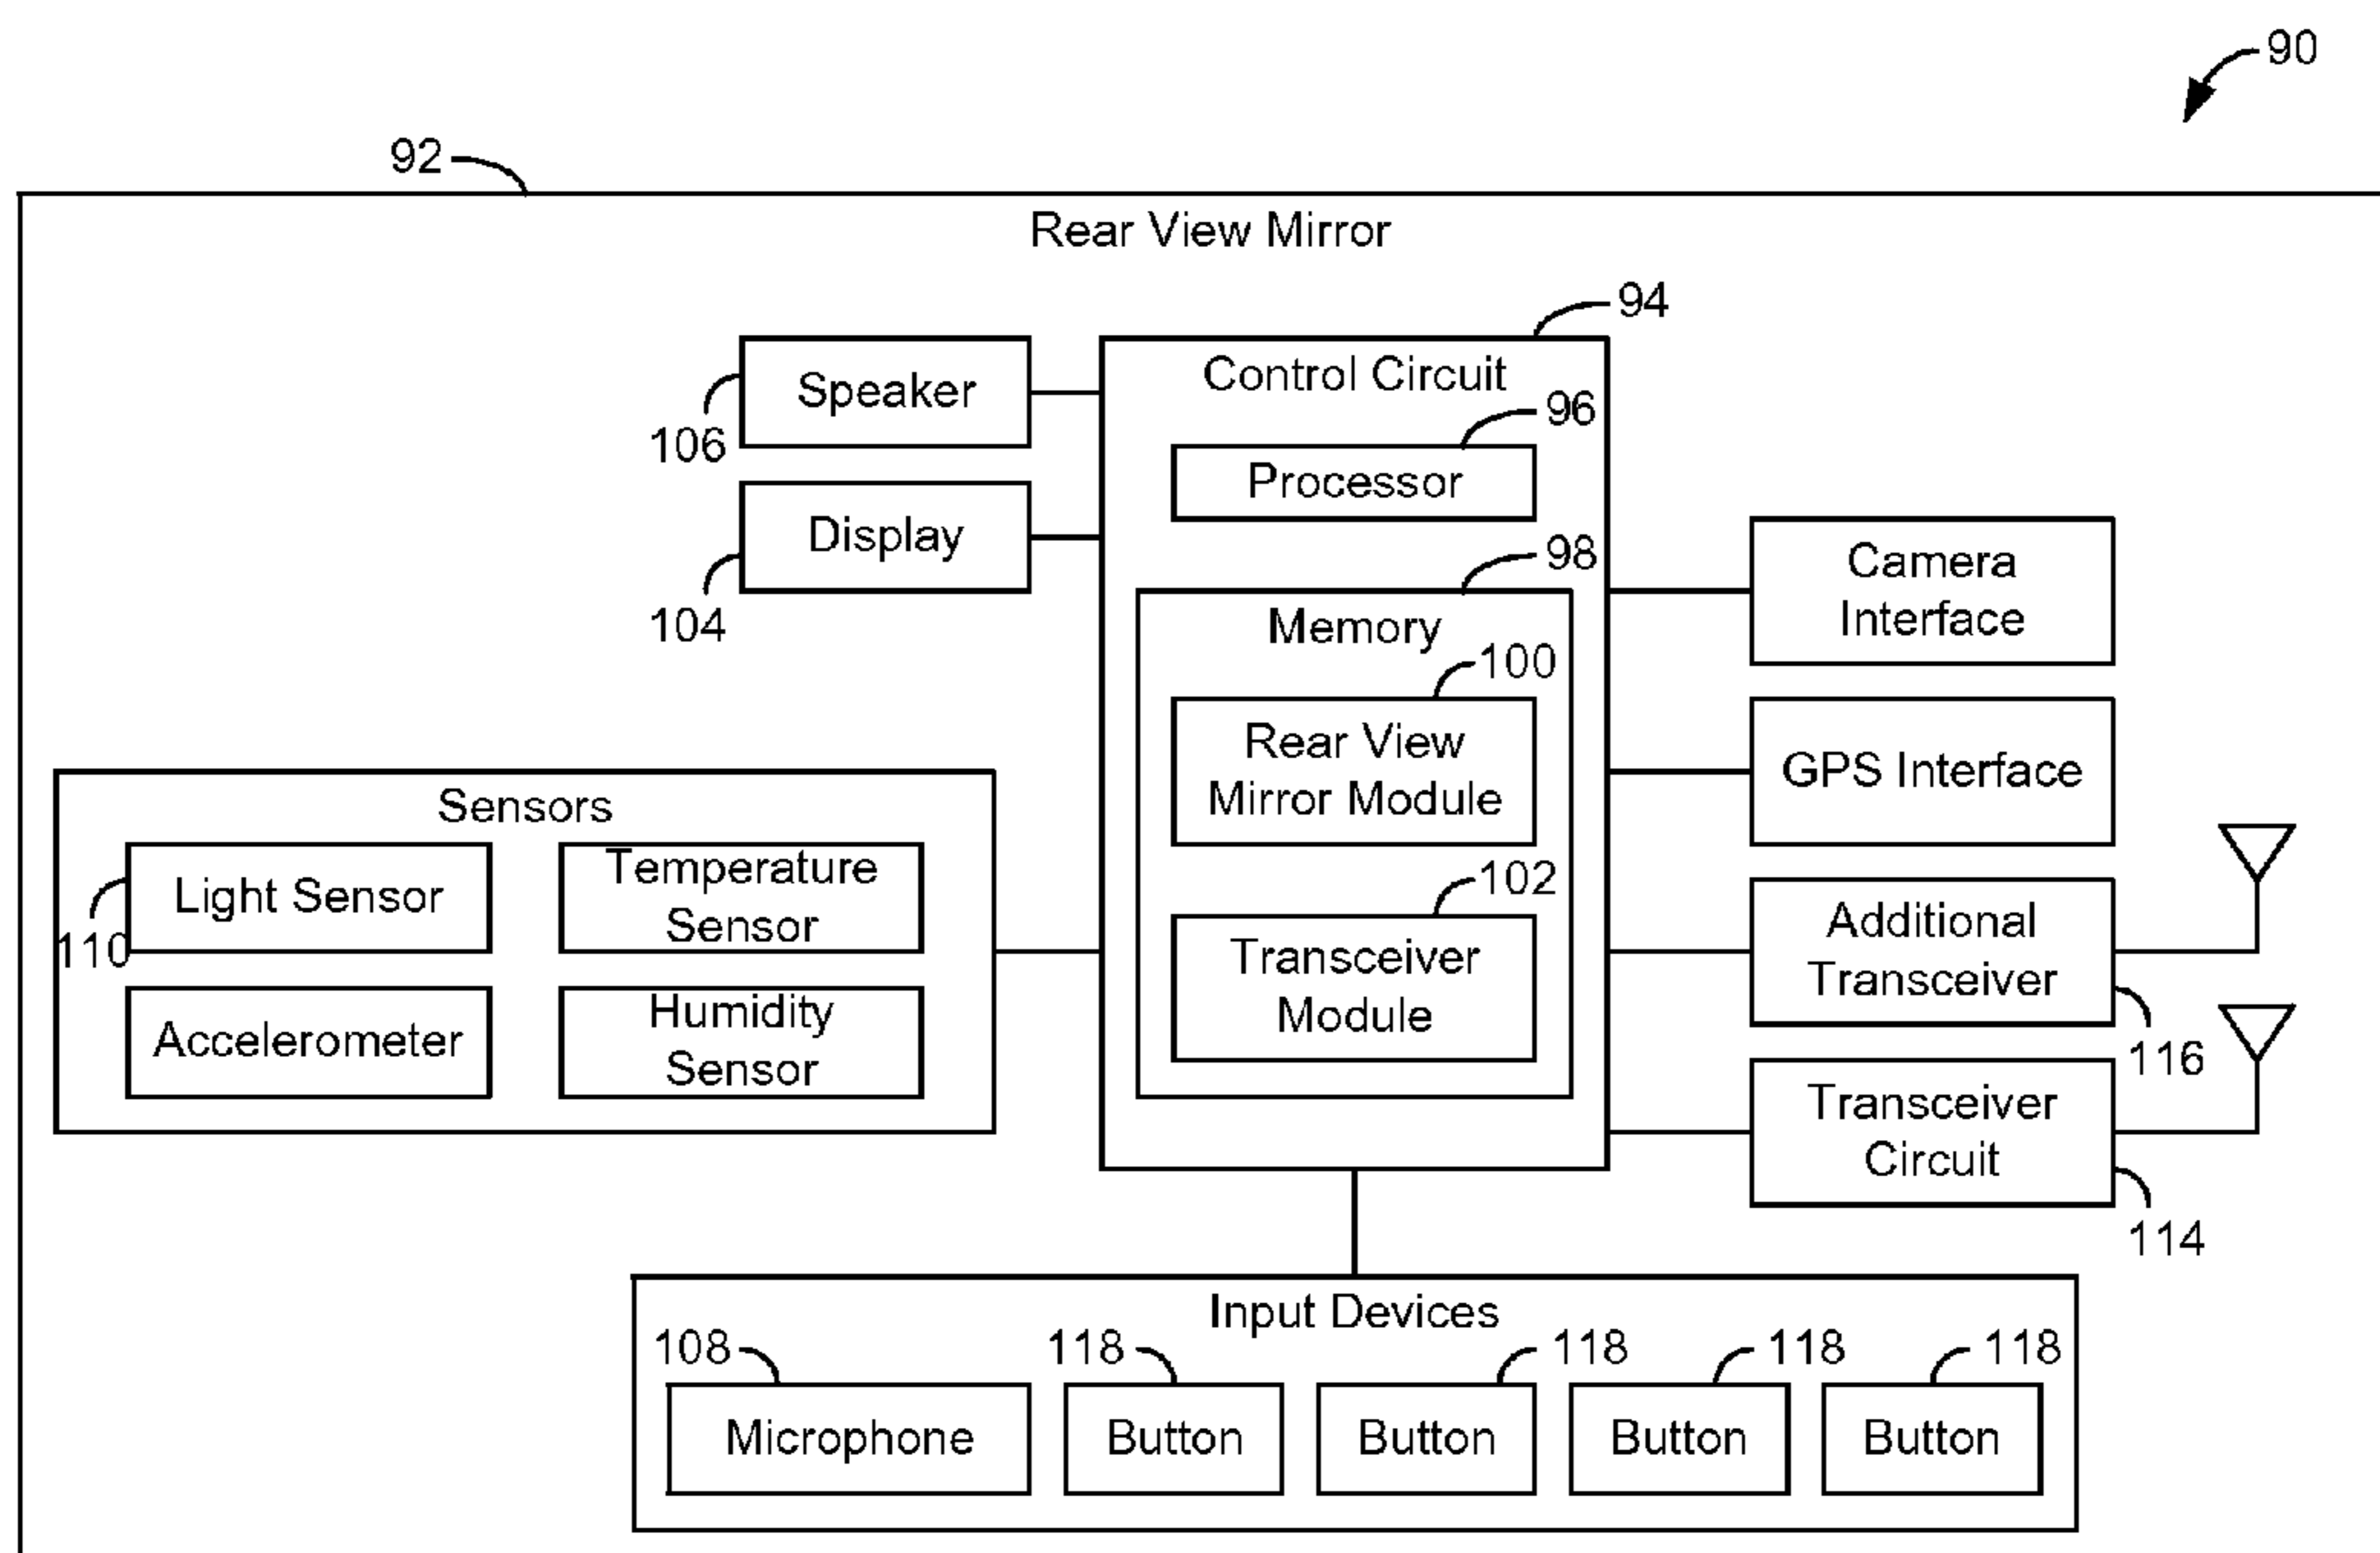 90
92
Rear View Mirror
94
Speaker
106
Display
104
Control Circuit
96
Processor
98
Memory
100
Rear View
Mirror Module
102
Transceiver
Module
Camera
Interface
GPS Interface
Additional
Transceiver
116
Transceiver
Circuit
114
Sensors
Light Sensor
110
Temperature
Sensor
Accelerometer
Humidity
Sensor
Input Devices
108
118
118
118
118
Microphone
Button
Button
Button
Button